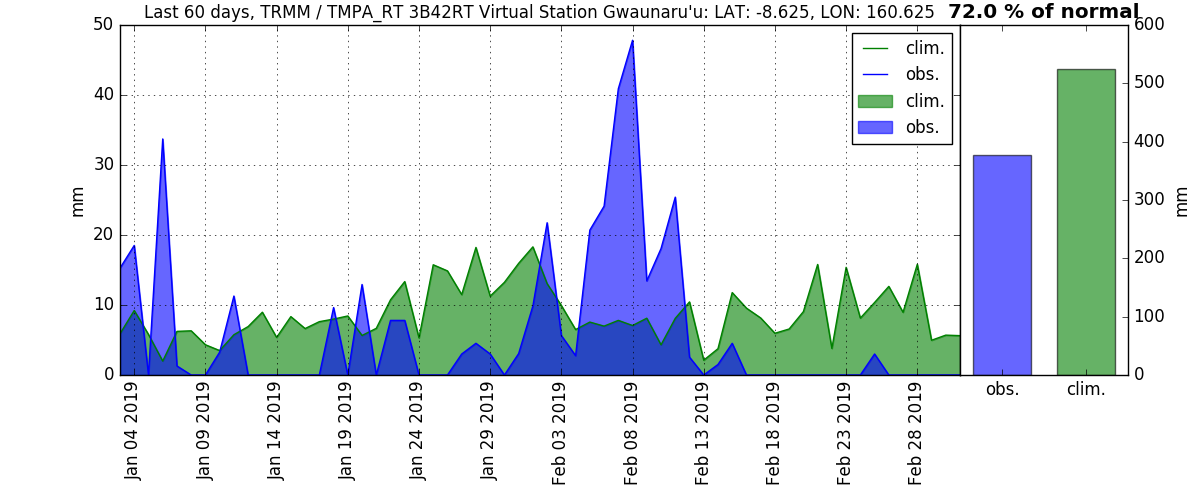 Last 60 days, TRMM / TMPA_RT 3B42RT Virtual Station Gwaunaru'u: LAT: -8.625, LON: 160.625
72.0 % of normal
50
40
30
20
10
0
mm
clim.
obs.
clim.
obs.
600
500
400
300
200
100
0
mm
obs.
clim.
Jan 04 2019
Jan 09 2019
Jan 14 2019
Jan 19 2019
Jan 24 2019
Jan 29 2019
Feb 03 2019
Feb 08 2019
Feb 13 2019
Feb 18 2019
Feb 23 2019
Feb 28 2019